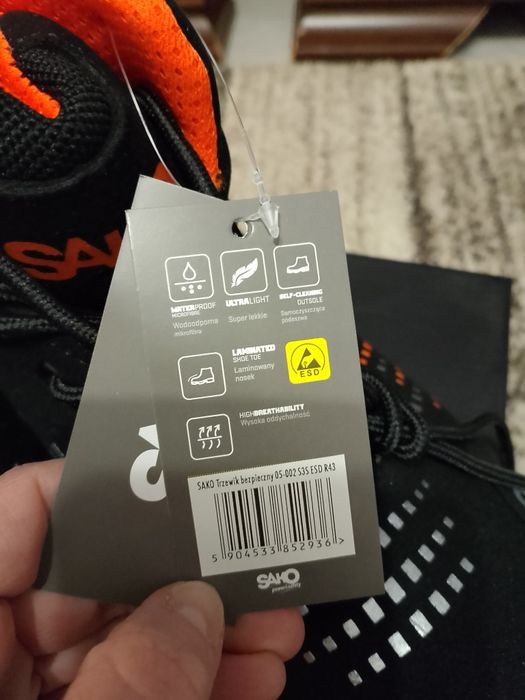 SAKO
WATERPROOF
MICROFIBRE
Wodoodporna
mikrofibra
ULTRALIGHT
Super lekkie
SELF-CLEANING
OUTSOLE
Samoczyszcząca
podeszwa
LAMINATED
SHOE TOE
Laminowany
nosek
ESD
HIGHBREATHABILITY
Wysoka oddychalność
SAKO Trzewik bezpieczny 05-002 S3S ESD R43
5 904533 852936 >
SAKO